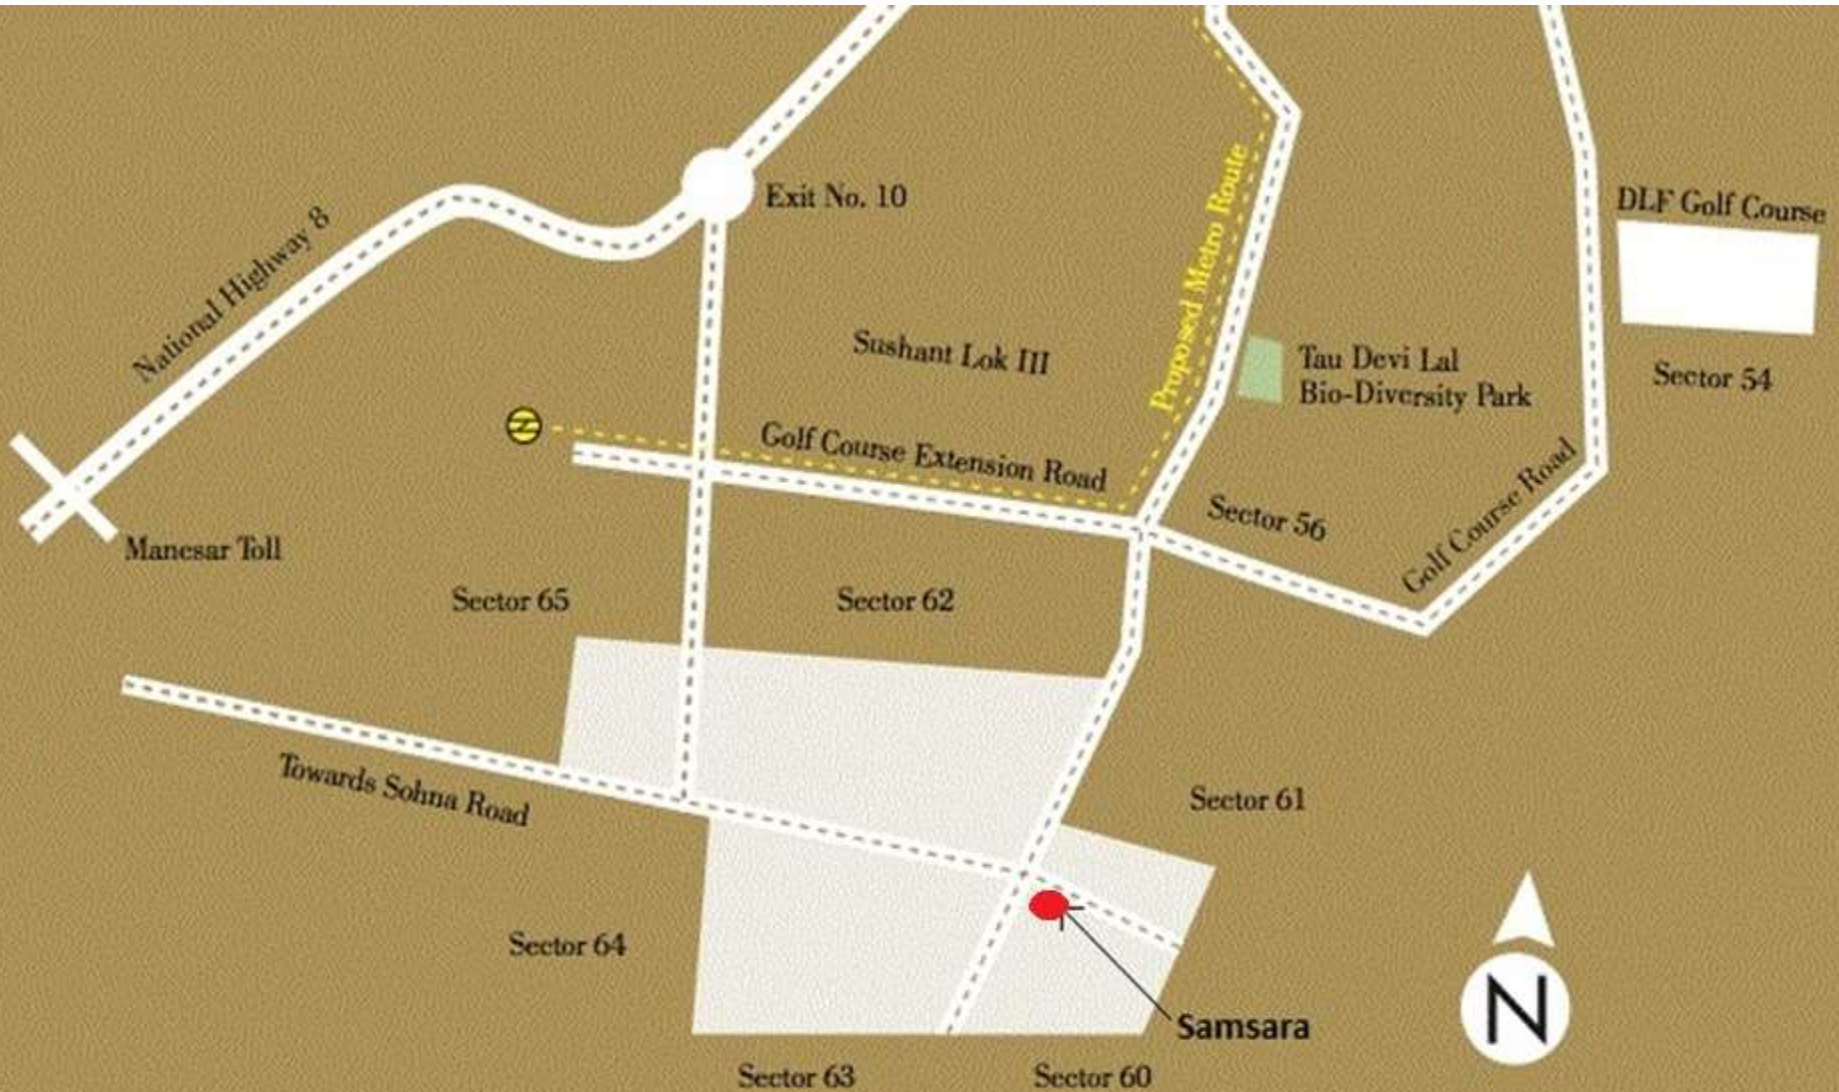 National Highway 8
Exit No. 10
Proposed Metro Route
DLF Golf Course
Sushant Lok III
Tau Devi Lal
Bio-Diversity Park
Sector 54
Golf Course Extension Road
Golf Course Road
Sector 56
Manesar Toll
Sector 65
Sector 62
Towards Sohna Road
Sector 61
Sector 64
Samsara
N
Sector 63
Sector 60